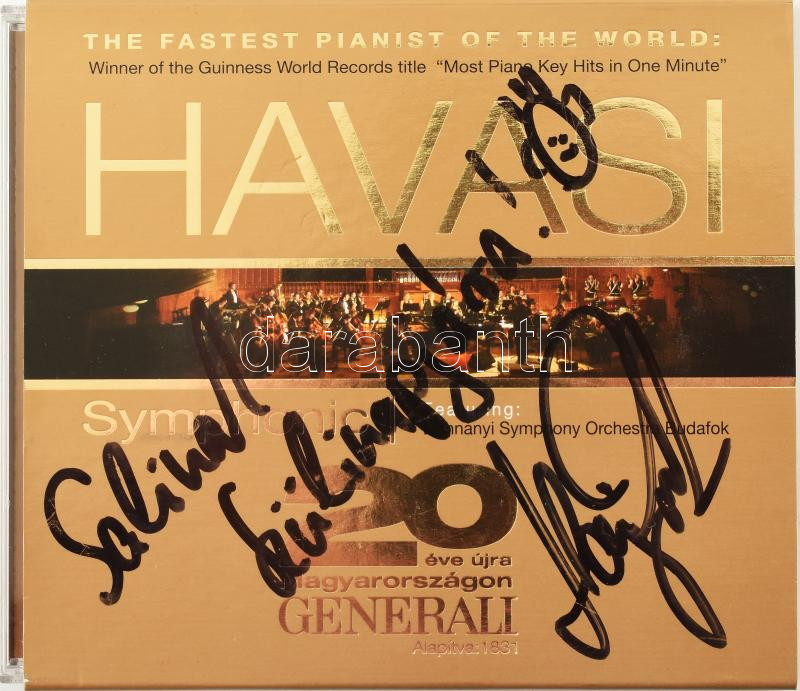 THE FASTEST PIANIST OF THE WORLD:
Winner of the Guinness World Records title "Most Piano Key Hits in One Minute"
HAVASI
darabanth
Symphonic
Featuring:
Dohnányi Symphony Orchestra Budafok
Szülinapjára!
20
éve újra
Magyarországon
GENERALI
Alapítva: 1831